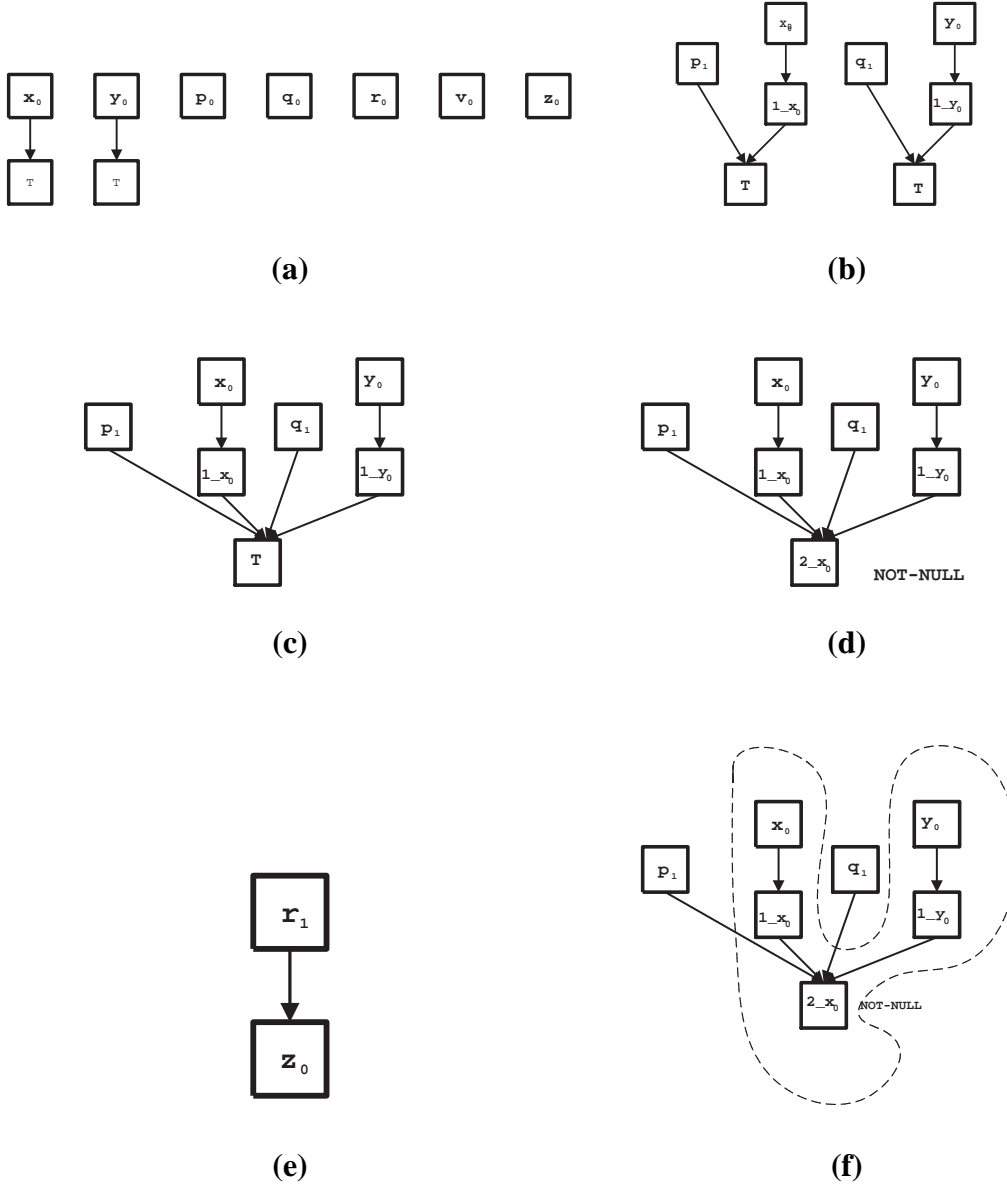 x₀ y₀ p₀ q₀ r₀ v₀ z₀
T T
(a)
x₀ y₀
p₁ q₁
1_x₀ 1_y₀
T T
(b)
x₀ y₀
p₁ q₁
1_x₀ 1_y₀
T
(c)
x₀ y₀
p₁ q₁
1_x₀ 1_y₀
2_x₀ NOT-NULL
(d)
r₁
z₀
(e)
x₀ y₀
p₁ q₁
1_x₀ 1_y₀
2_x₀ NOT-NULL
(f)